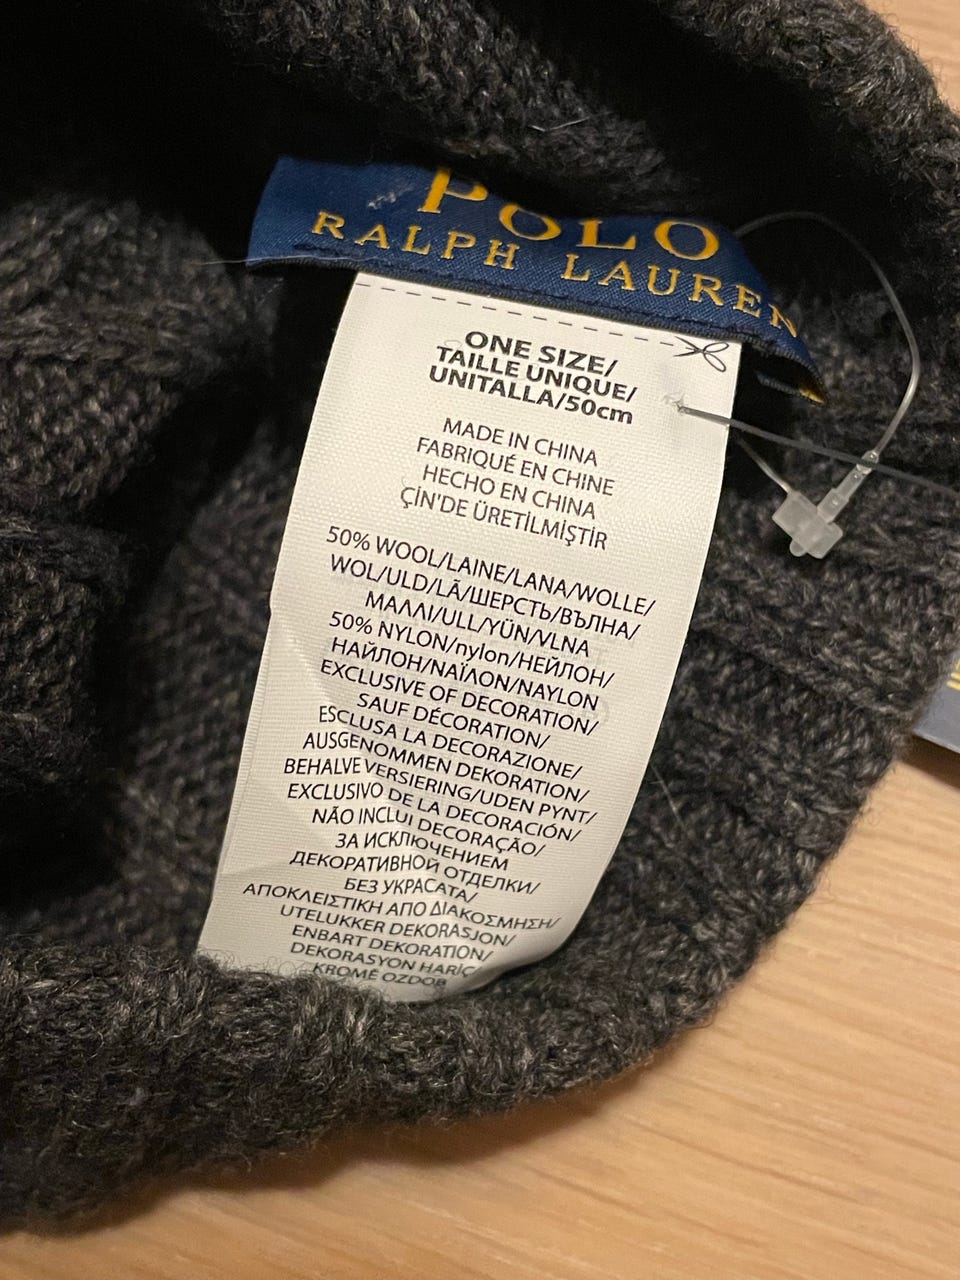 POLO
RALPH LAUREN
ONE SIZE/
TAILLE UNIQUE/
UNITALLA/50cm
MADE IN CHINA
FABRIQUÉ EN CHINE
HECHO EN CHINA
ÇİN'DE ÜRETİLMİŞTİR
50% WOOL/LAINE/LANA/WOLLE/
WOL/ULD/LÃ/ШЕРСТЬ/ВЪЛНА/
ΜΑΛΛΙ/ULL/YÜN/VLNA
50% NYLON/nylon/НЕЙЛОН/
НАЙЛОН/ΝΑΪΛΟΝ/NAYLON
EXCLUSIVE OF DECORATION/
SAUF DÉCORATION/
ESCLUSA LA DECORAZIONE/
AUSGENOMMEN DEKORATION/
BEHALVE VERSIERING/UDEN PYNT/
EXCLUSIVO DE LA DECORACIÓN/
NÃO INCLUI DECORAÇÃO/
ЗА ИСКЛЮЧЕНИЕМ
ДЕКОРАТИВНОЙ ОТДЕЛКИ/
БЕЗ УКРАСАТА/
ΑΠΟΚΛΕΙΣΤΙΚΗ ΑΠΟ ΔΙΑΚΟΣΜΗΣΗ/
UTELUKKER DEKORASJON/
ENBART DEKORATION/
DEKORASYON HARİÇ
KROMĚ OZDOB